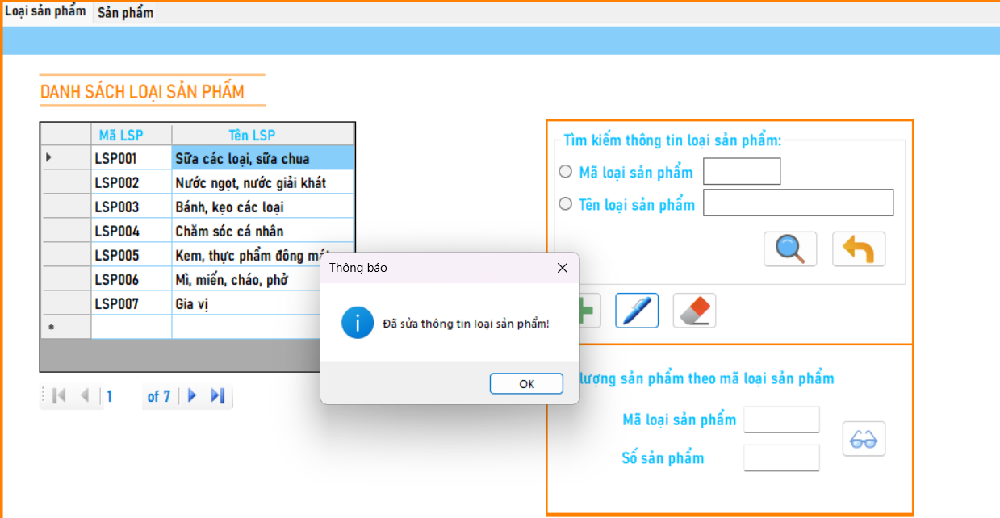 Loại sản phẩm Sản phẩm
DANH SÁCH LOẠI SẢN PHẨM
Mã LSP Tên LSP
LSP001 Sữa các loại, sữa chua
LSP002 Nước ngọt, nước giải khát
LSP003 Bánh, kẹo các loại
LSP004 Chăm sóc cá nhân
LSP005 Kem, thực phẩm đông
LSP006 Mì, miến, cháo, phở
LSP007 Gia vị
*
1 of 7
Tìm kiếm thông tin loại sản phẩm:
Mã loại sản phẩm
Tên loại sản phẩm
Thông báo
Đã sửa thông tin loại sản phẩm!
OK
lượng sản phẩm theo mã loại sản phẩm
Mã loại sản phẩm
Số sản phẩm